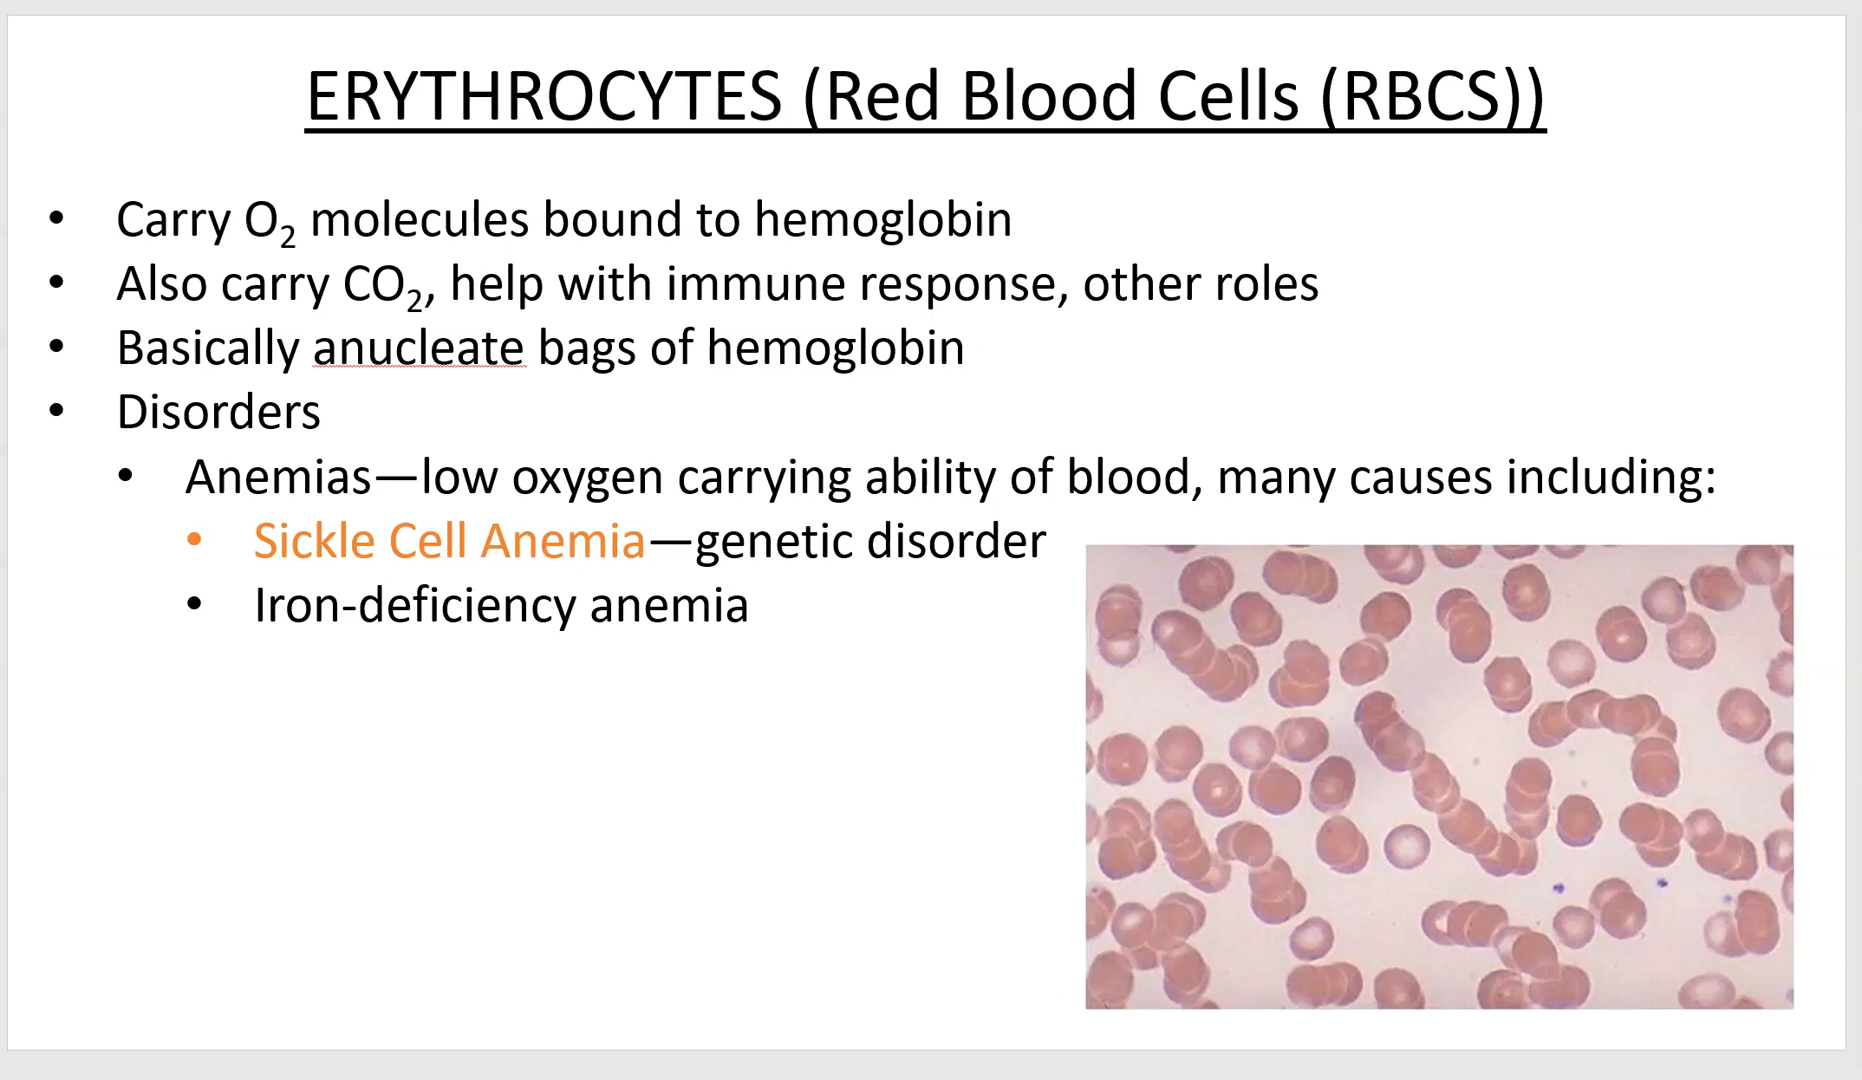 ERYTHROCYTES (Red Blood Cells (RBCS))
• Carry O₂ molecules bound to hemoglobin
• Also carry CO₂, help with immune response, other roles
• Basically anucleate bags of hemoglobin
• Disorders
• Anemias—low oxygen carrying ability of blood, many causes including:
• Sickle Cell Anemia—genetic disorder
• Iron-deficiency anemia